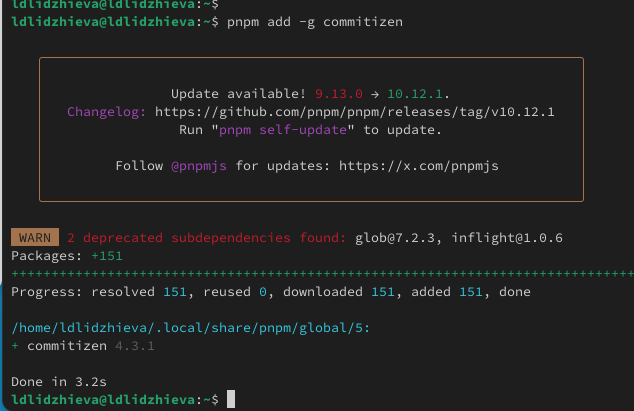 ldlidzhieva@ldlidzhieva:~$
ldlidzhieva@ldlidzhieva:~$ pnpm add -g commitizen
Update available! 9.13.0 → 10.12.1.
Changelog: https://github.com/pnpm/pnpm/releases/tag/v10.12.1
Run "pnpm self-update" to update.
Follow @pnpmjs for updates: https://x.com/pnpmjs
WARN 2 deprecated subdependencies found: glob@7.2.3, inflight@1.0.6
Packages: +151
++++++++++++++++++++++++++++++++++++++++++++++++++++++++++++++++++++++++++++++
Progress: resolved 151, reused 0, downloaded 151, added 151, done
/home/ldlidzhieva/.local/share/pnpm/global/5:
+ commitizen 4.3.1
Done in 3.2s
ldlidzhieva@ldlidzhieva:~$